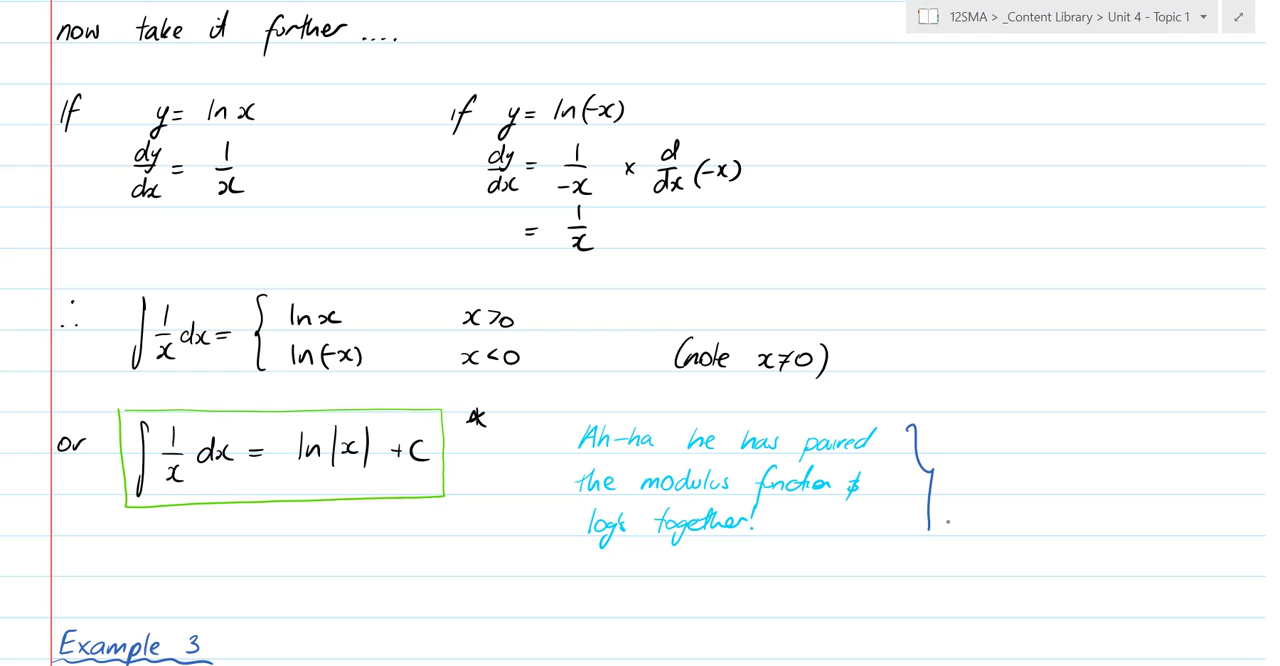 12SMA > _Content Library > Unit 4 - Topic 1
now take it further ....
If y = ln x
dy/dx = 1/x
if y = ln(-x)
dy/dx = 1/-x × d/dx (-x)
= 1/x
∴ ∫ 1/x dx = { ln x x>0
ln(-x) x<0 (note x≠0)
or ∫ 1/x dx = ln|x| + C *
Ah-ha he has paired
the modulus function &
log's together!
Example 3